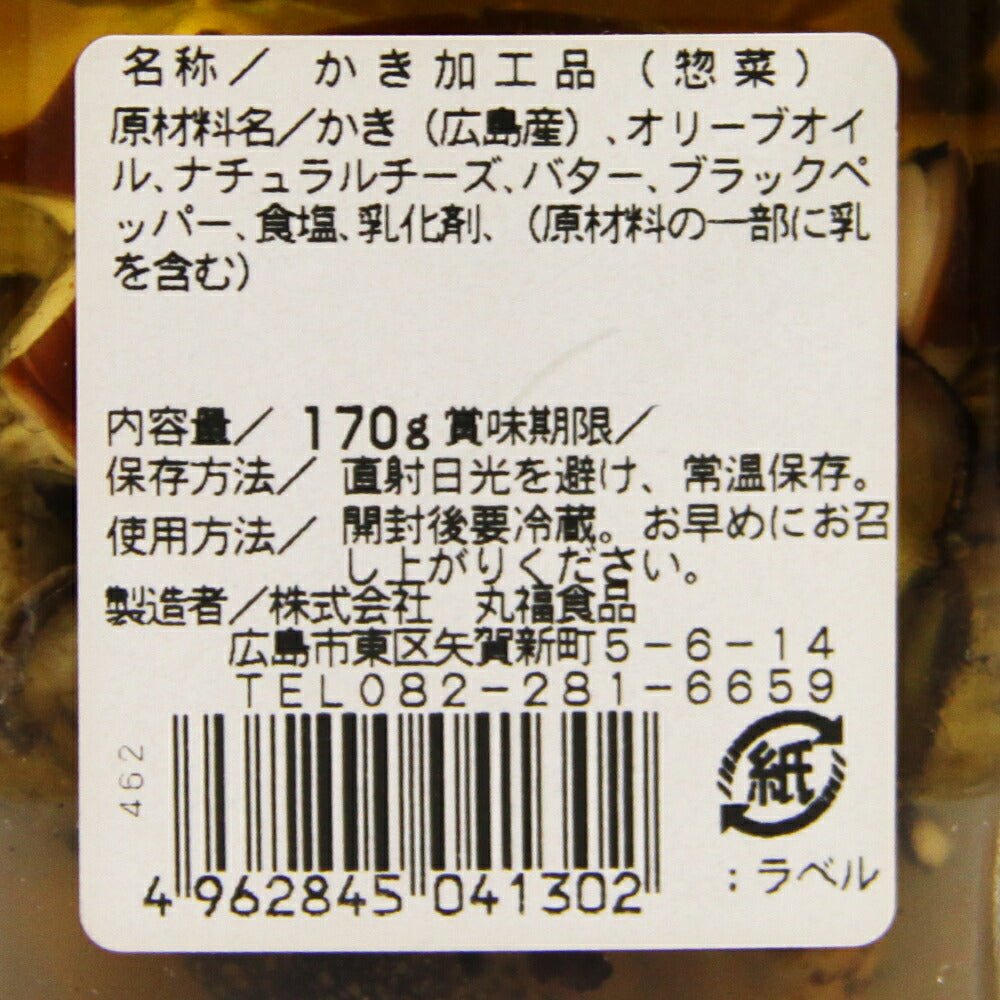 名称／ かき加工品（惣菜）
原材料名／かき（広島産）、オリーブオイ
ル、ナチュラルチーズ、バター、ブラックペ
ッパー、食塩、乳化剤、（原材料の一部に乳
を含む）
内容量／ 170g 賞味期限／
保存方法／ 直射日光を避け、常温保存。
使用方法／ 開封後要冷蔵。お早めにお召
し上がりください。
製造者／株式会社 丸福食品
広島市東区矢賀新町5-6-14
TEL082-281-6659
462
紙
4 962845 041302
：ラベル